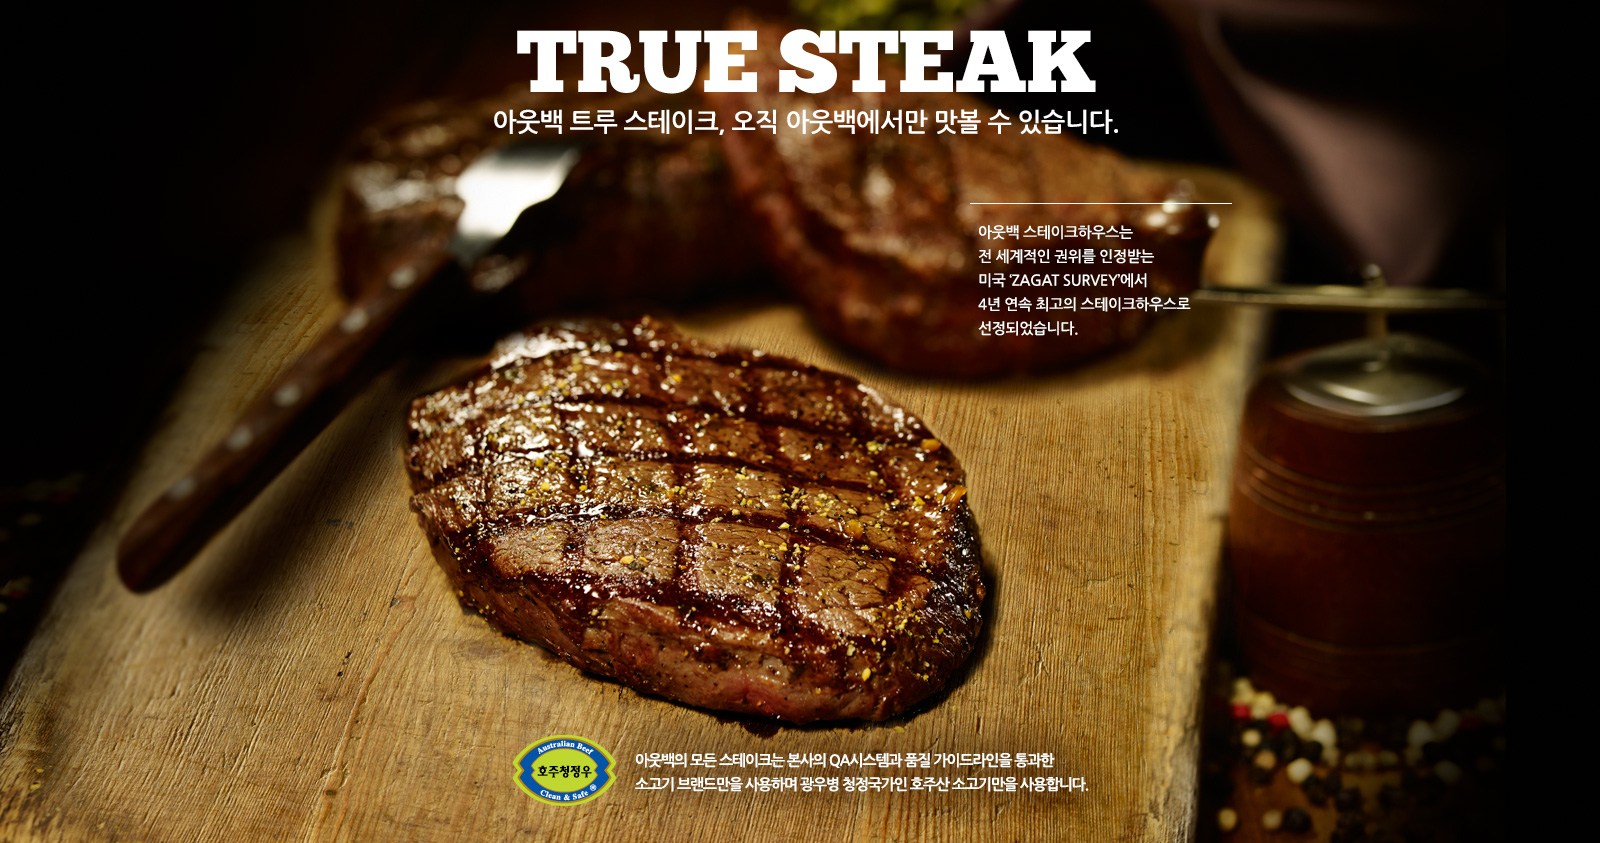 TRUE STEAK
아웃백 트루 스테이크, 오직 아웃백에서만 맛볼 수 있습니다.
아웃백 스테이크하우스는
전 세계적인 권위를 인정받는
미국 ‘ZAGAT SURVEY’에서
4년 연속 최고의 스테이크하우스로
선정되었습니다.
Australian Beef
호주청정우
Clean & Safe ®
아웃백의 모든 스테이크는 본사의 QA시스템과 품질 가이드라인을 통과한
소고기 브랜드만을 사용하며 광우병 청정국가인 호주산 소고기만을 사용합니다.